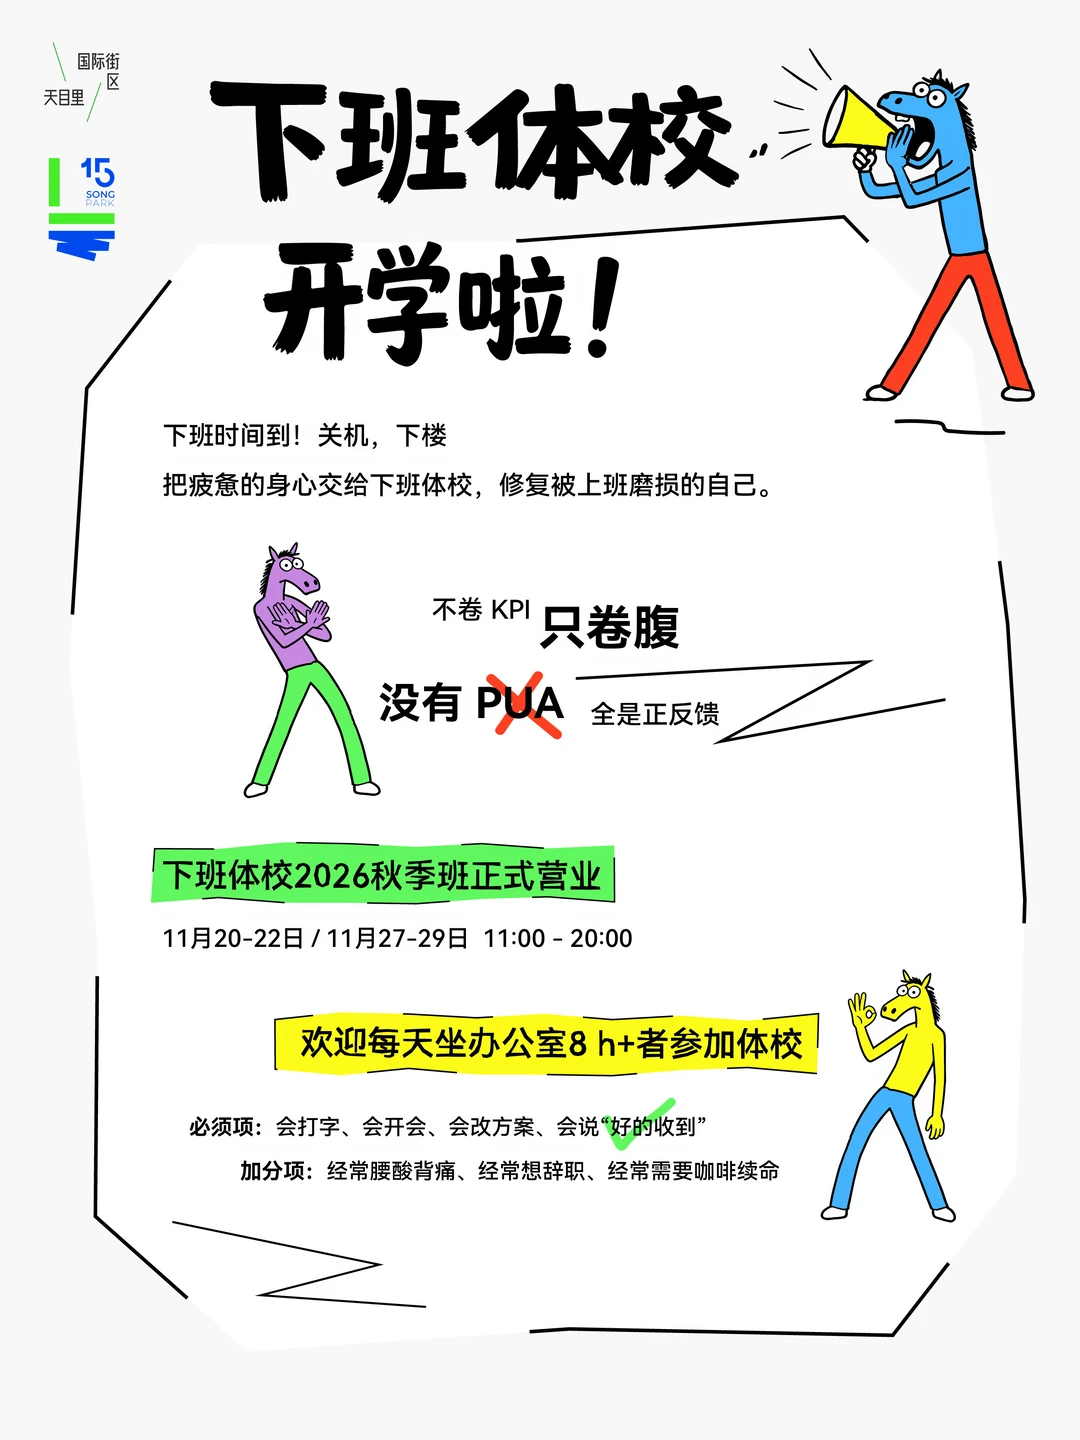 国际街区
天目里
15
SONG
PARK
下班体校
开学啦！
下班时间到！关机，下楼
把疲惫的身心交给下班体校，修复被上班磨损的自己。
不卷 KPI 只卷腹
没有 PUA 全是正反馈
下班体校2026秋季班正式营业
11月20-22日 / 11月27-29日 11:00 - 20:00
欢迎每天坐办公室8 h+者参加体校
必须项：会打字、会开会、会改方案、会说“好的收到”
加分项：经常腰酸背痛、经常想辞职、经常需要咖啡续命